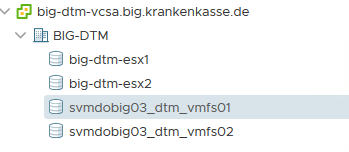 big-dtm-vcsa.big.krankenkasse.de
BIG-DTM
big-dtm-esx1
big-dtm-esx2
svmdobig03_dtm_vmfs01
svmdobig03_dtm_vmfs02